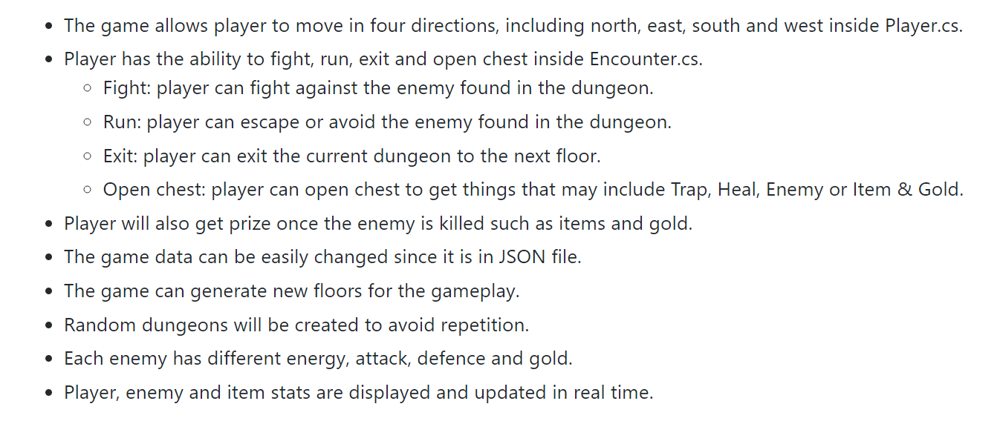 The game allows player to move in four directions, including north, east, south and west inside Player.cs.
Player has the ability to fight, run, exit and open chest inside Encounter.cs.
Fight: player can fight against the enemy found in the dungeon.
Run: player can escape or avoid the enemy found in the dungeon.
Exit: player can exit the current dungeon to the next floor.
Open chest: player can open chest to get things that may include Trap, Heal, Enemy or Item & Gold.
Player will also get prize once the enemy is killed such as items and gold.
The game data can be easily changed since it is in JSON file.
The game can generate new floors for the gameplay.
Random dungeons will be created to avoid repetition.
Each enemy has different energy, attack, defence and gold.
Player, enemy and item stats are displayed and updated in real time.